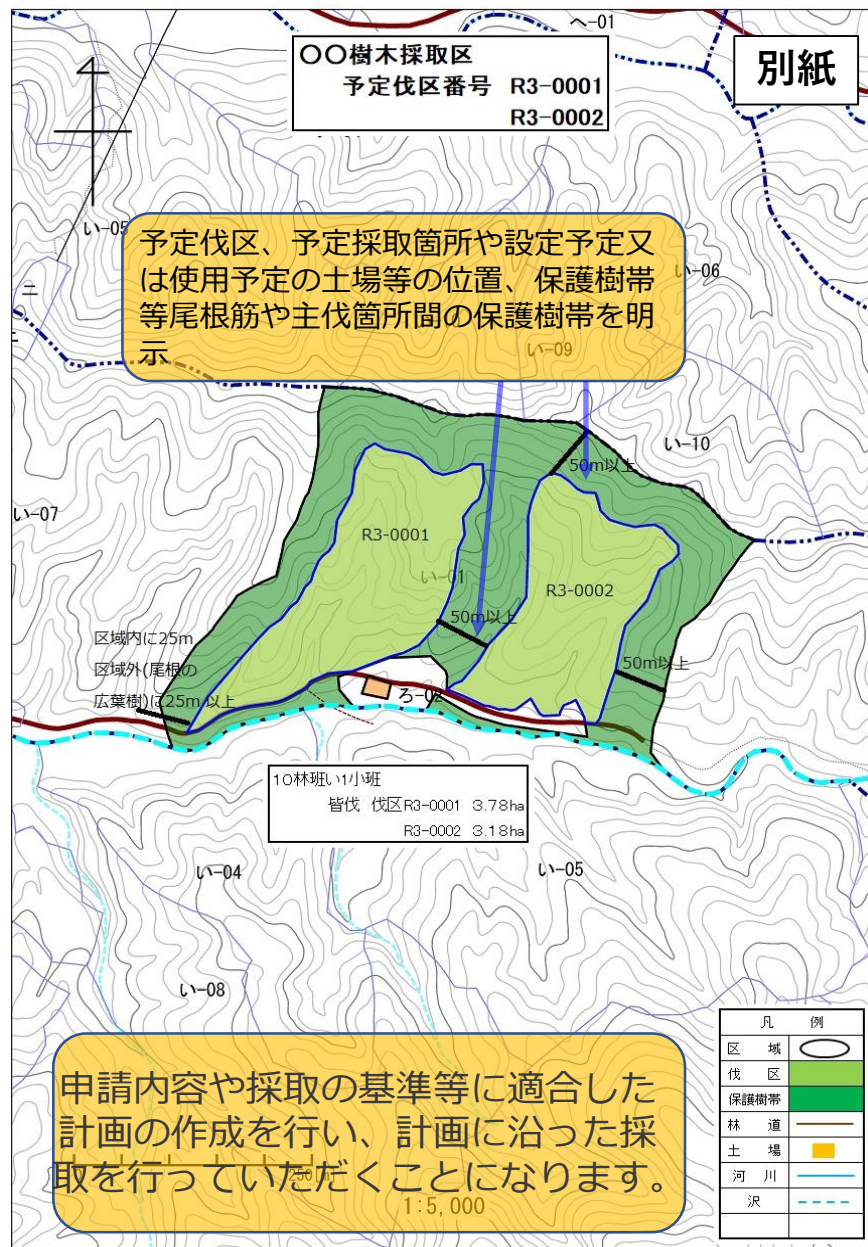 へ-01
〇〇樹木採取区
予定伐区番号 R3-0001
R3-0002
別紙
い-05
予定伐区、予定採取箇所や設定予定又
は使用予定の土場等の位置、保護樹帯
等尾根筋や主伐箇所間の保護樹帯を明
示
い-06
い-09
ニ
い-10
50m以上
い-07
R3-0001
い-01
R3-0002
50m以上
区域内に25m
区域外(尾根の
広葉樹)に25m 以上
50m以上
ろ-02
10林班い1小班
皆伐 伐区R3-0001 3.78ha
R3-0002 3.18ha
い-04
い-05
い-08
申請内容や採取の基準等に適合した
計画の作成を行い、計画に沿った採
取を行っていただくことになります。
250m
1:5,000
凡 例
区 域
伐 区
保護樹帯
林 道
土 場
河 川
沢